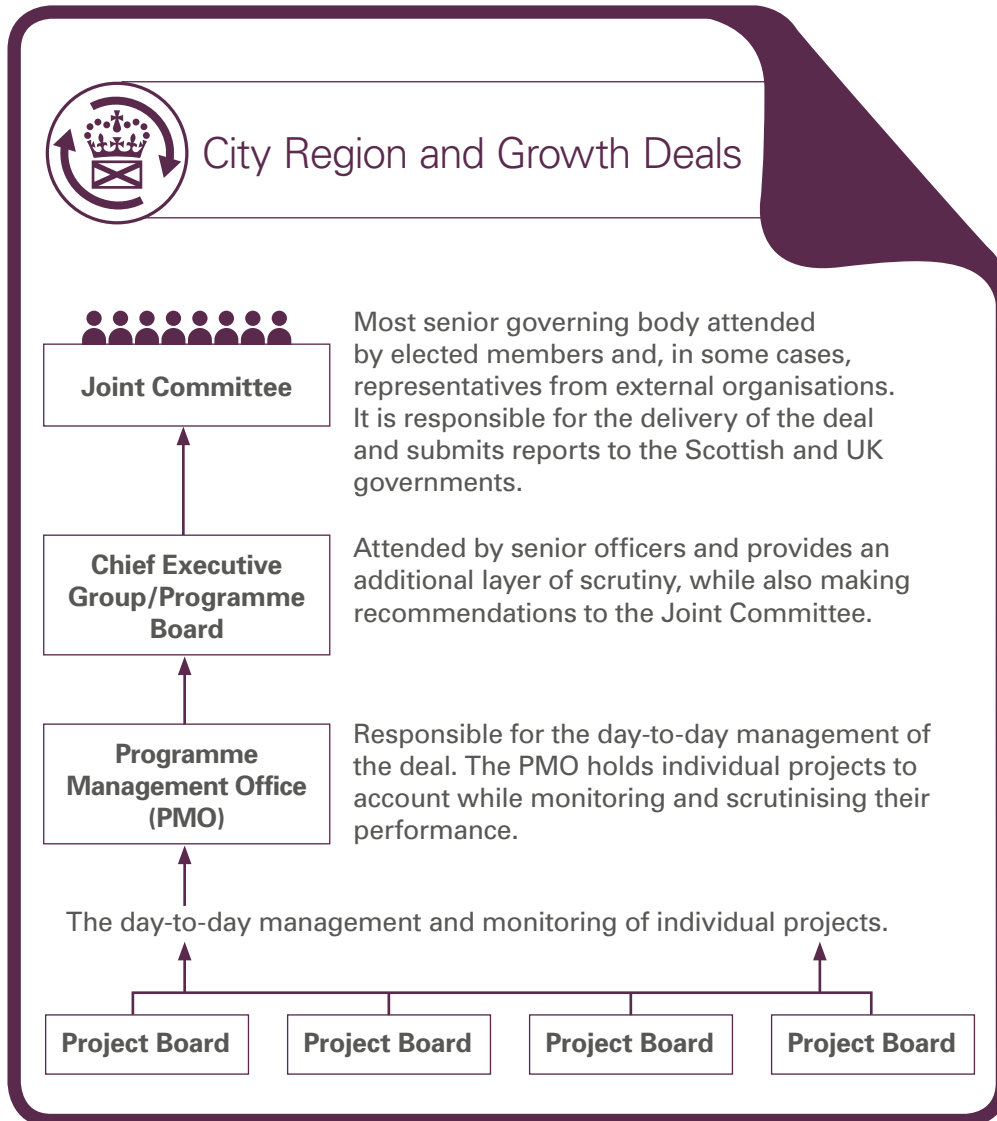 City Region and Growth Deals
Joint Committee
Most senior governing body attended
by elected members and, in some cases,
representatives from external organisations.
It is responsible for the delivery of the deal
and submits reports to the Scottish and UK
governments.
Chief Executive
Group/Programme
Board
Attended by senior officers and provides an
additional layer of scrutiny, while also making
recommendations to the Joint Committee.
Programme
Management Office
(PMO)
Responsible for the day-to-day management of
the deal. The PMO holds individual projects to
account while monitoring and scrutinising their
performance.
The day-to-day management and monitoring of individual projects.
Project Board
Project Board
Project Board
Project Board